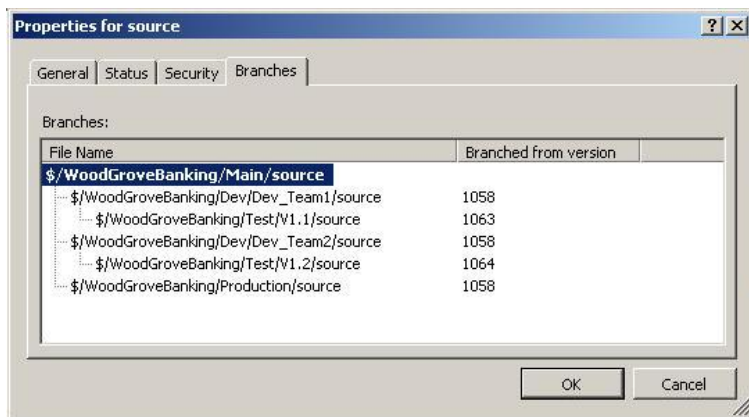 Properties for source
General Status Security Branches
Branches:
File Name Branched from version
$/WoodGroveBanking/Main/source
$/WoodGroveBanking/Dev/Dev_Team1/source 1058
$/WoodGroveBanking/Test/V1.1/source 1063
$/WoodGroveBanking/Dev/Dev_Team2/source 1058
$/WoodGroveBanking/Test/V1.2/source 1064
$/WoodGroveBanking/Production/source 1058
OK Cancel